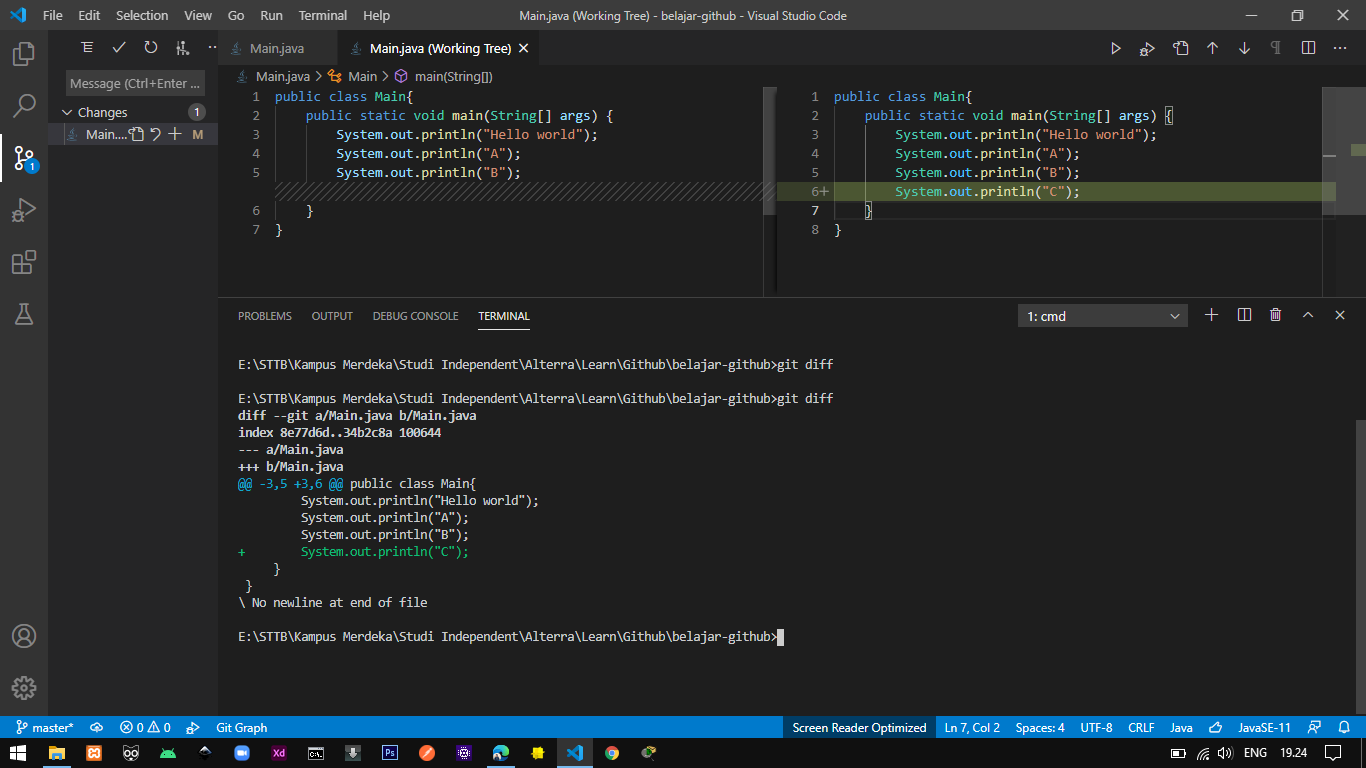 File Edit Selection View Go Run Terminal Help
Main.java (Working Tree) - belajar-github - Visual Studio Code
Main.java
Main.java (Working Tree)
Message (Ctrl+Enter ...
Main.java > Main > main(String[])
Changes 1
Main.... M
1
1 public class Main{
2 public static void main(String[] args) {
3 System.out.println("Hello world");
4 System.out.println("A");
5 System.out.println("B");
6 }
7 }
1 public class Main{
2 public static void main(String[] args) {
3 System.out.println("Hello world");
4 System.out.println("A");
5 System.out.println("B");
6+ System.out.println("C");
7 }
8 }
PROBLEMS OUTPUT DEBUG CONSOLE TERMINAL
1: cmd
E:\STTB\Kampus Merdeka\Studi Independent\Alterra\Learn\Github\belajar-github>git diff
E:\STTB\Kampus Merdeka\Studi Independent\Alterra\Learn\Github\belajar-github>git diff
diff --git a/Main.java b/Main.java
index 8e77d6d..34b2c8a 100644
--- a/Main.java
+++ b/Main.java
@@ -3,5 +3,6 @@ public class Main{
System.out.println("Hello world");
System.out.println("A");
System.out.println("B");
+ System.out.println("C");
}
}
\ No newline at end of file
E:\STTB\Kampus Merdeka\Studi Independent\Alterra\Learn\Github\belajar-github>
master* 0 0 Git Graph
Screen Reader Optimized Ln 7, Col 2 Spaces: 4 UTF-8 CRLF Java JavaSE-11
Xd Ps
ENG 19.24